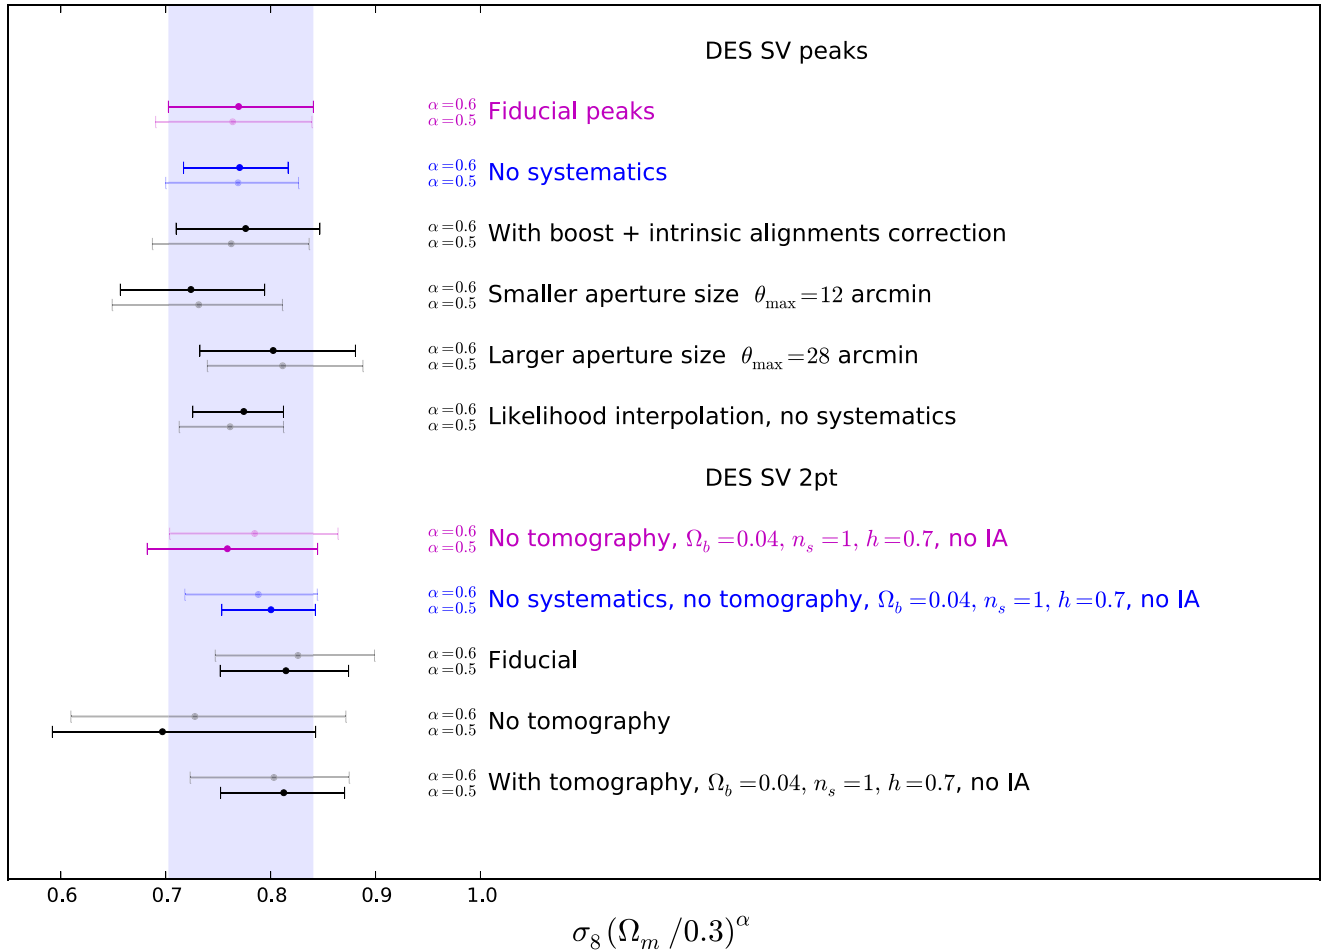 DES SV peaks
α=0.6
α=0.5 Fiducial peaks
α=0.6
α=0.5 No systematics
α=0.6
α=0.5 With boost + intrinsic alignments correction
α=0.6
α=0.5 Smaller aperture size θmax=12 arcmin
α=0.6
α=0.5 Larger aperture size θmax=28 arcmin
α=0.6
α=0.5 Likelihood interpolation, no systematics
DES SV 2pt
α=0.6
α=0.5 No tomography, Ωb=0.04, ns=1, h=0.7, no IA
α=0.6
α=0.5 No systematics, no tomography, Ωb=0.04, ns=1, h=0.7, no IA
α=0.6
α=0.5 Fiducial
α=0.6
α=0.5 No tomography
α=0.6
α=0.5 With tomography, Ωb=0.04, ns=1, h=0.7, no IA
0.6 0.7 0.8 0.9 1.0
σ8(Ωm/0.3)^α